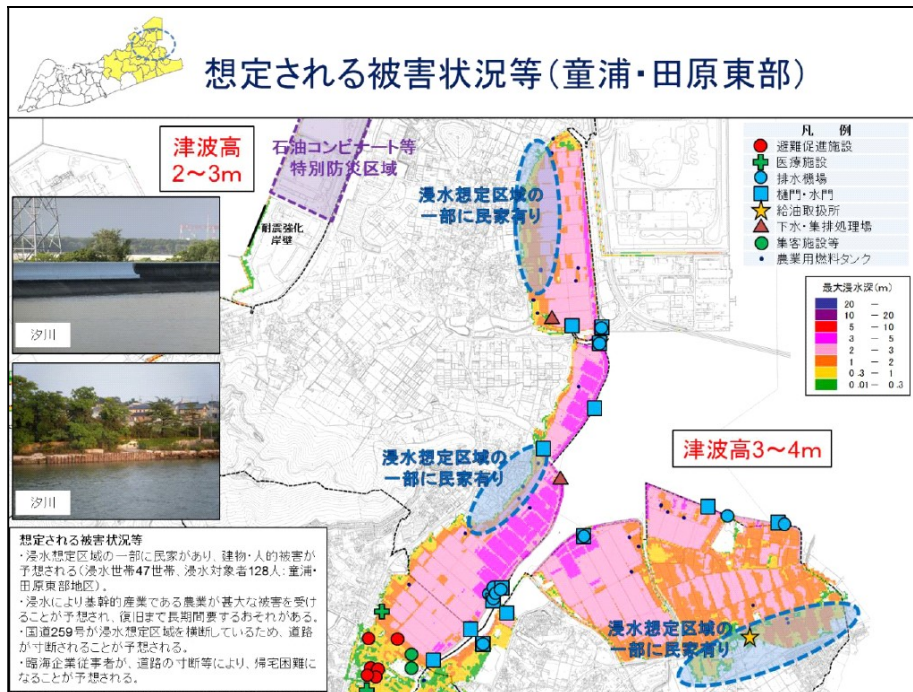 想定される被害状況等(童浦・田原東部)
津波高
2～3m
石油コンビナート等
特別防災区域
耐震強化
岸壁
浸水想定区域の
一部に民家有り
凡 例
避難促進施設
医療施設
排水機場
樋門・水門
給油取扱所
下水・集排処理場
集客施設等
農業用燃料タンク
最大浸水深(m)
20 －
10 － 20
5 － 10
3 － 5
2 － 3
1 － 2
0.3 － 1
0.01－ 0.3
汐川
汐川
浸水想定区域の
一部に民家有り
津波高3～4m
浸水想定区域の
一部に民家有り
想定される被害状況等
・浸水想定区域の一部に民家があり、建物・人的被害が
予想される(浸水世帯47世帯、浸水対象者128人:童浦・
田原東部地区)。
・浸水により基幹的産業である農業が甚大な被害を受け
ることが予想され、復旧まで長期間要するおそれがある。
・国道259号が浸水想定区域を横断しているため、道路
が寸断されることが予想される。
・臨海企業従事者が、道路の寸断等により、帰宅困難に
なることが予想される。